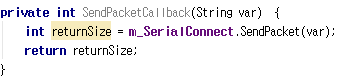 private int SendPacketCallback(String var) {
    int returnSize = m_SerialConnect.SendPacket(var);
    return returnSize;
}